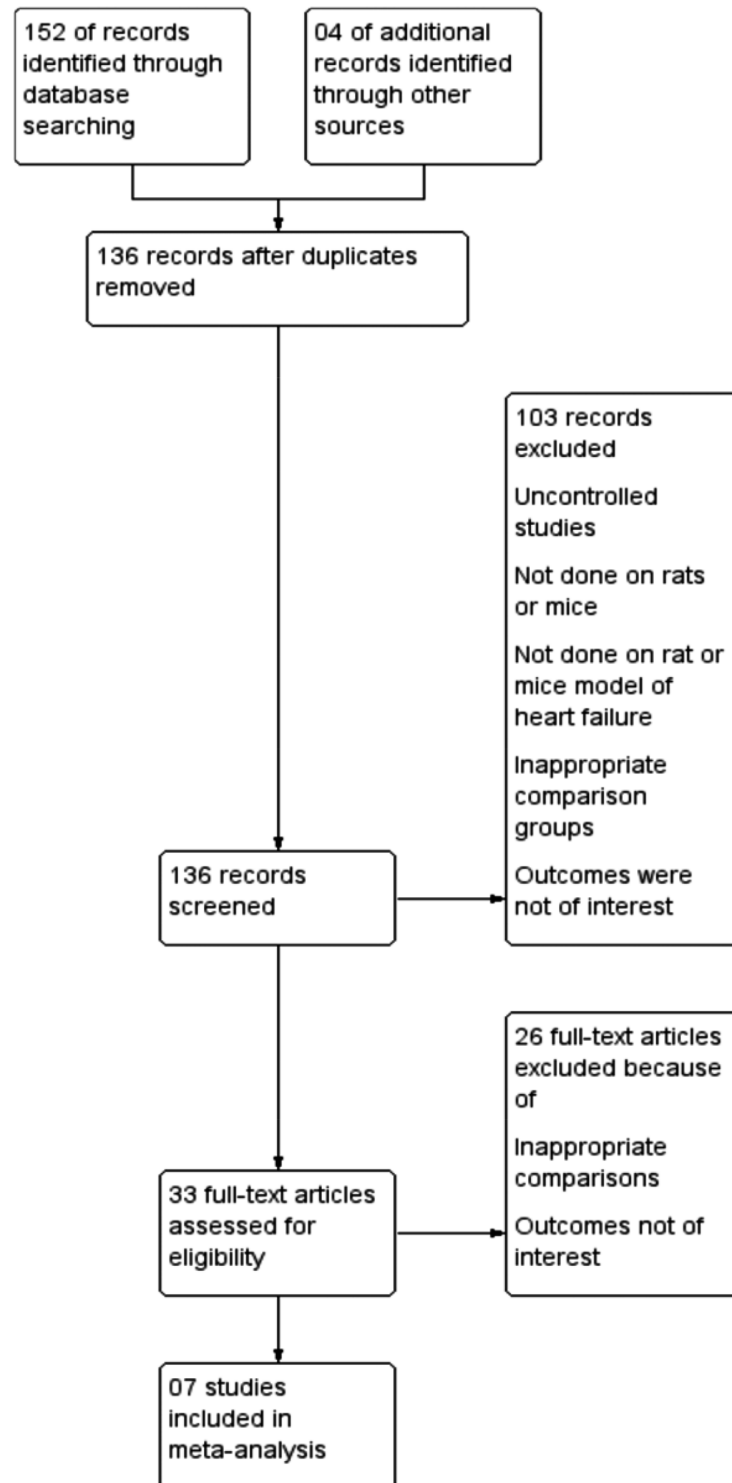 152 of records
identified through
database
searching
04 of additional
records identified
through other
sources
136 records after duplicates
removed
103 records
excluded
Uncontrolled
studies
Not done on rats
or mice
Not done on rat or
mice model of
heart failure
Inappropriate
comparison
groups
Outcomes were
not of interest
136 records
screened
26 full-text articles
excluded because
of
Inappropriate
comparisons
Outcomes not of
interest
33 full-text articles
assessed for
eligibility
07 studies
included in
meta-analysis